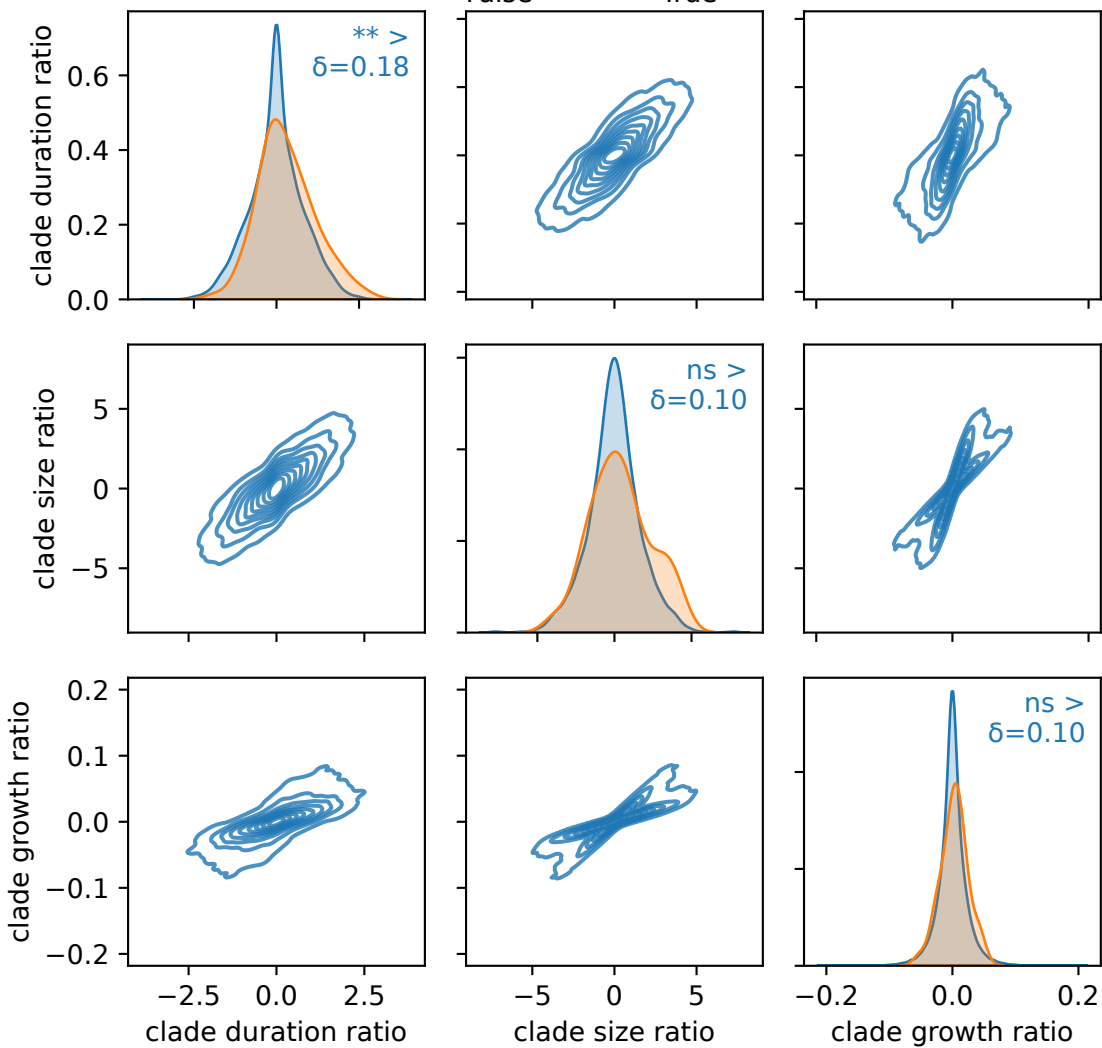 True
** >
δ=0.18
clade duration ratio
0.6
0.4
0.2
0.0
ns >
δ=0.10
clade size ratio
5
0
−5
ns >
δ=0.10
clade growth ratio
0.2
0.1
0.0
−0.1
−0.2
−2.5 0.0 2.5
−5 0 5
−0.2 0.0 0.2
clade duration ratio
clade size ratio
clade growth ratio